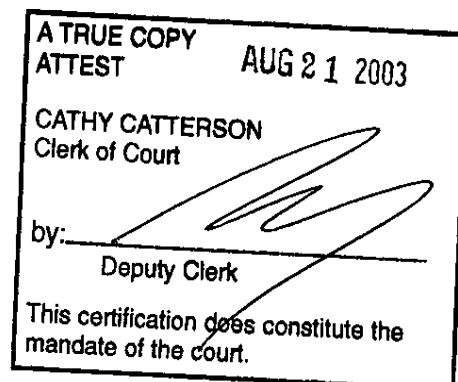 A TRUE COPY
ATTEST AUG 21 2003
CATHY CATTERSON
Clerk of Court
by:
Deputy Clerk
This certification does constitute the
mandate of the court.